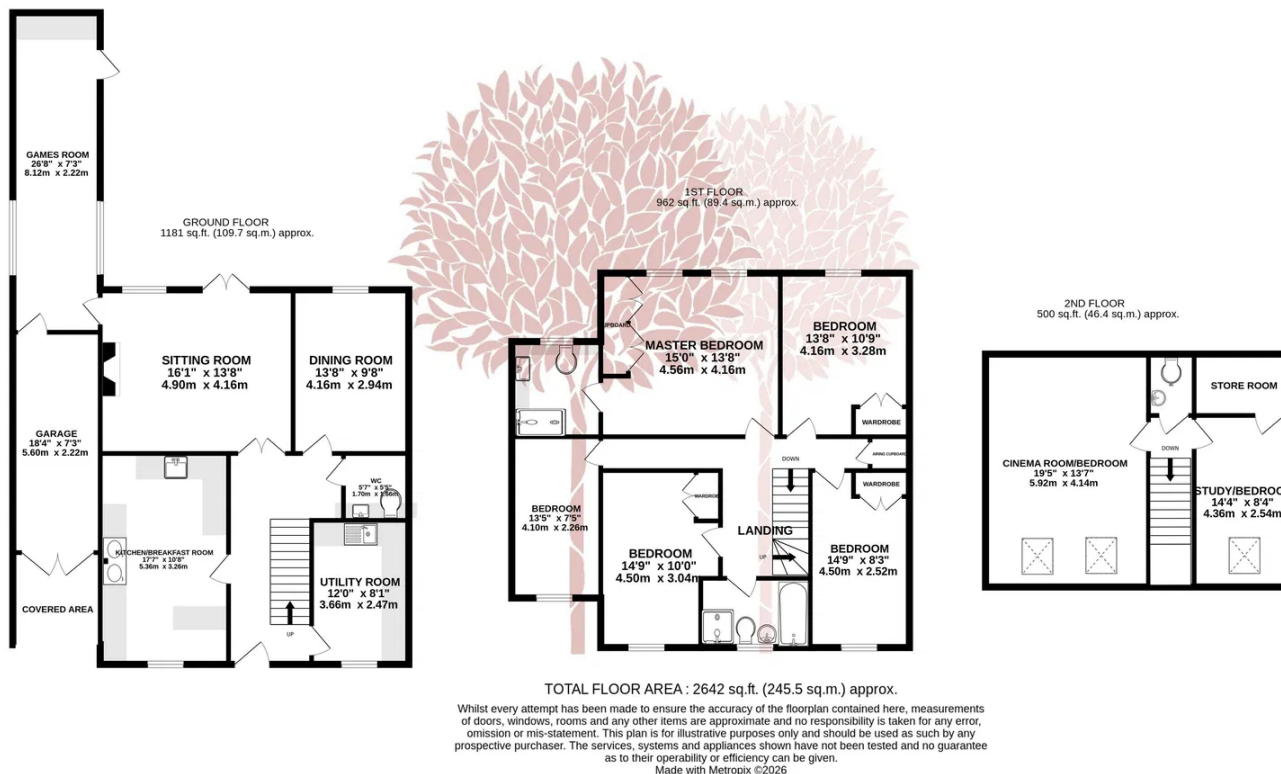 GAMES ROOM
26'8" x 7'3"
8.12m x 2.22m
GROUND FLOOR
1181 sq.ft. (109.7 sq.m.) approx.
SITTING ROOM
16'1" x 13'8"
4.90m x 4.16m
DINING ROOM
13'8" x 9'8"
4.16m x 2.94m
GARAGE
18'4" x 7'3"
5.60m x 2.22m
WC
5'7" x 5'5"
1.70m x 1.66m
KITCHEN/BREAKFAST ROOM
17'7" x 10'8"
5.36m x 3.26m
UTILITY ROOM
12'0" x 8'1"
3.66m x 2.47m
COVERED AREA
UP
1ST FLOOR
962 sq.ft. (89.4 sq.m.) approx.
UPBOARD
MASTER BEDROOM
15'0" x 13'8"
4.56m x 4.16m
BEDROOM
13'8" x 10'9"
4.16m x 3.28m
WARDROBE
DOWN
AIRING CUPBOARD
WARDROBE
WARDROBE
BEDROOM
13'5" x 7'5"
4.10m x 2.26m
LANDING
UP
BEDROOM
14'9" x 10'0"
4.50m x 3.04m
BEDROOM
14'9" x 8'3"
4.50m x 2.52m
2ND FLOOR
500 sq.ft. (46.4 sq.m.) approx.
STORE ROOM
DOWN
CINEMA ROOM/BEDROOM
19'5" x 13'7"
5.92m x 4.14m
STUDY/BEDROO
14'4" x 8'4"
4.36m x 2.54m
TOTAL FLOOR AREA : 2642 sq.ft. (245.5 sq.m.) approx.
Whilst every attempt has been made to ensure the accuracy of the floorplan contained here, measurements
of doors, windows, rooms and any other items are approximate and no responsibility is taken for any error,
omission or mis-statement. This plan is for illustrative purposes only and should be used as such by any
prospective purchaser. The services, systems and appliances shown have not been tested and no guarantee
as to their operability or efficiency can be given.
Made with Metropix ©2026